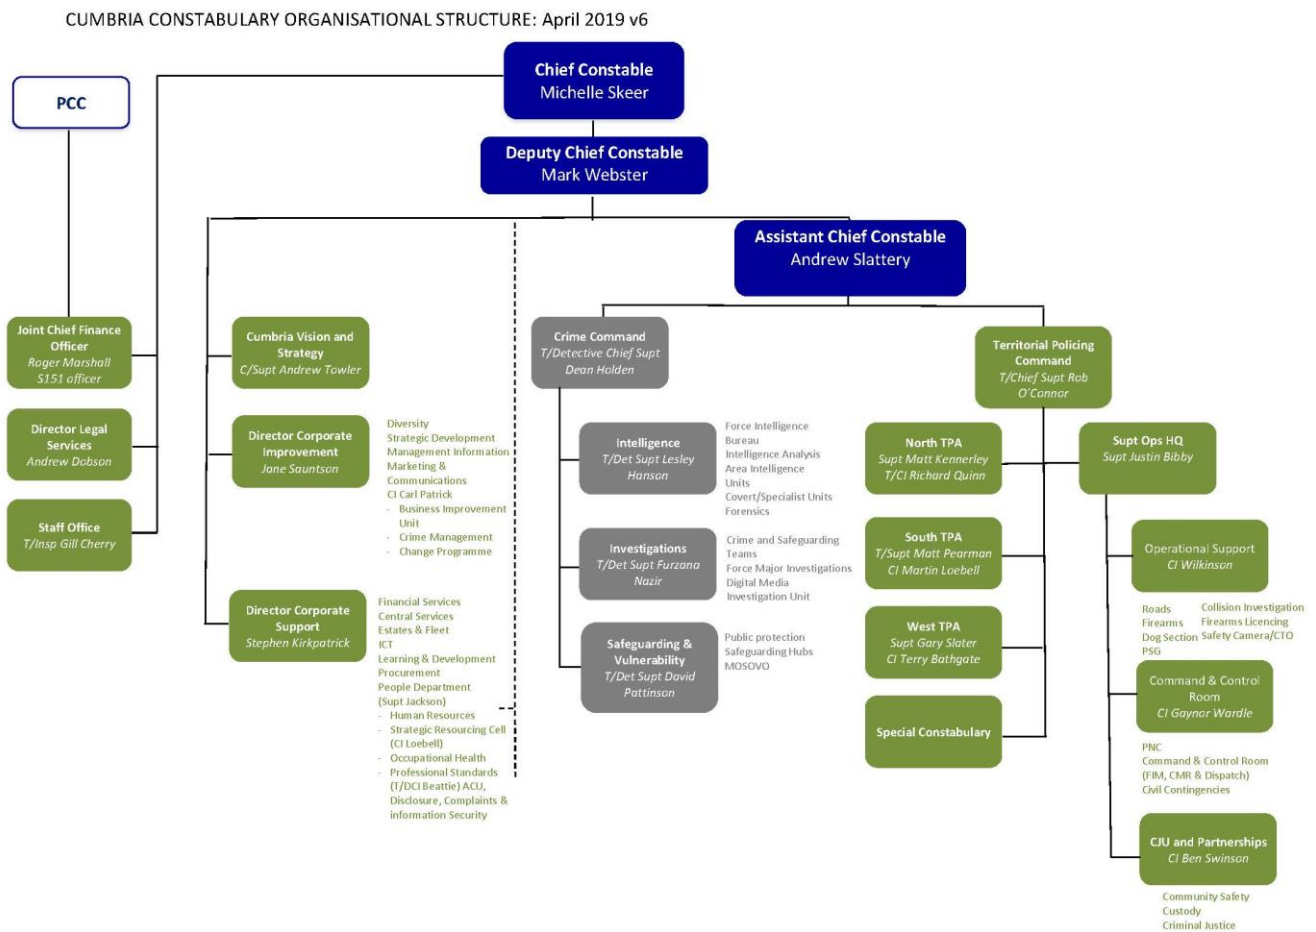 CUMBRIA CONSTABULARY ORGANISATIONAL STRUCTURE: April 2019 v6
Chief Constable
Michelle Skeer
PCC
Deputy Chief Constable
Mark Webster
Assistant Chief Constable
Andrew Slattery
Joint Chief Finance
Officer
Roger Marshall
S151 officer
Director Legal
Services
Andrew Dobson
Staff Office
T/Insp Gill Cherry
Cumbria Vision and
Strategy
C/Supt Andrew Towler
Director Corporate
Improvement
Jane Sauntson
Diversity
Strategic Development
Management Information
Marketing &
Communications
CI Carl Patrick
- Business Improvement
Unit
- Crime Management
- Change Programme
Director Corporate
Support
Stephen Kirkpatrick
Financial Services
Central Services
Estates & Fleet
ICT
Learning & Development
Procurement
People Department
(Supt Jackson)
- Human Resources
- Strategic Resourcing Cell
(CI Loebell)
- Occupational Health
- Professional Standards
(T/DCI Beattie) ACU,
Disclosure, Complaints &
information Security
Crime Command
T/Detective Chief Supt
Dean Holden
Intelligence
T/Det Supt Lesley
Hanson
Force Intelligence
Bureau
Intelligence Analysis
Area Intelligence
Units
Covert/Specialist Units
Forensics
Investigations
T/Det Supt Furzana
Nazir
Crime and Safeguarding
Teams
Force Major Investigations
Digital Media
Investigation Unit
Safeguarding &
Vulnerability
T/Det Supt David
Pattinson
Public protection
Safeguarding Hubs
MOSOVO
Territorial Policing
Command
T/Chief Supt Rob
O'Connor
North TPA
Supt Matt Kennerley
T/CI Richard Quinn
South TPA
T/Supt Matt Pearman
CI Martin Loebell
West TPA
Supt Gary Slater
CI Terry Bathgate
Special Constabulary
Supt Ops HQ
Supt Justin Bibby
Operational Support
CI Wilkinson
Roads
Firearms
Dog Section
PSG
Collision Investigation
Firearms Licencing
Safety Camera/CTO
Command & Control
Room
CI Gaynor Wardle
PNC
Command & Control Room
(FIM, CMR & Dispatch)
Civil Contingencies
CJU and Partnerships
CI Ben Swinson
Community Safety
Custody
Criminal Justice